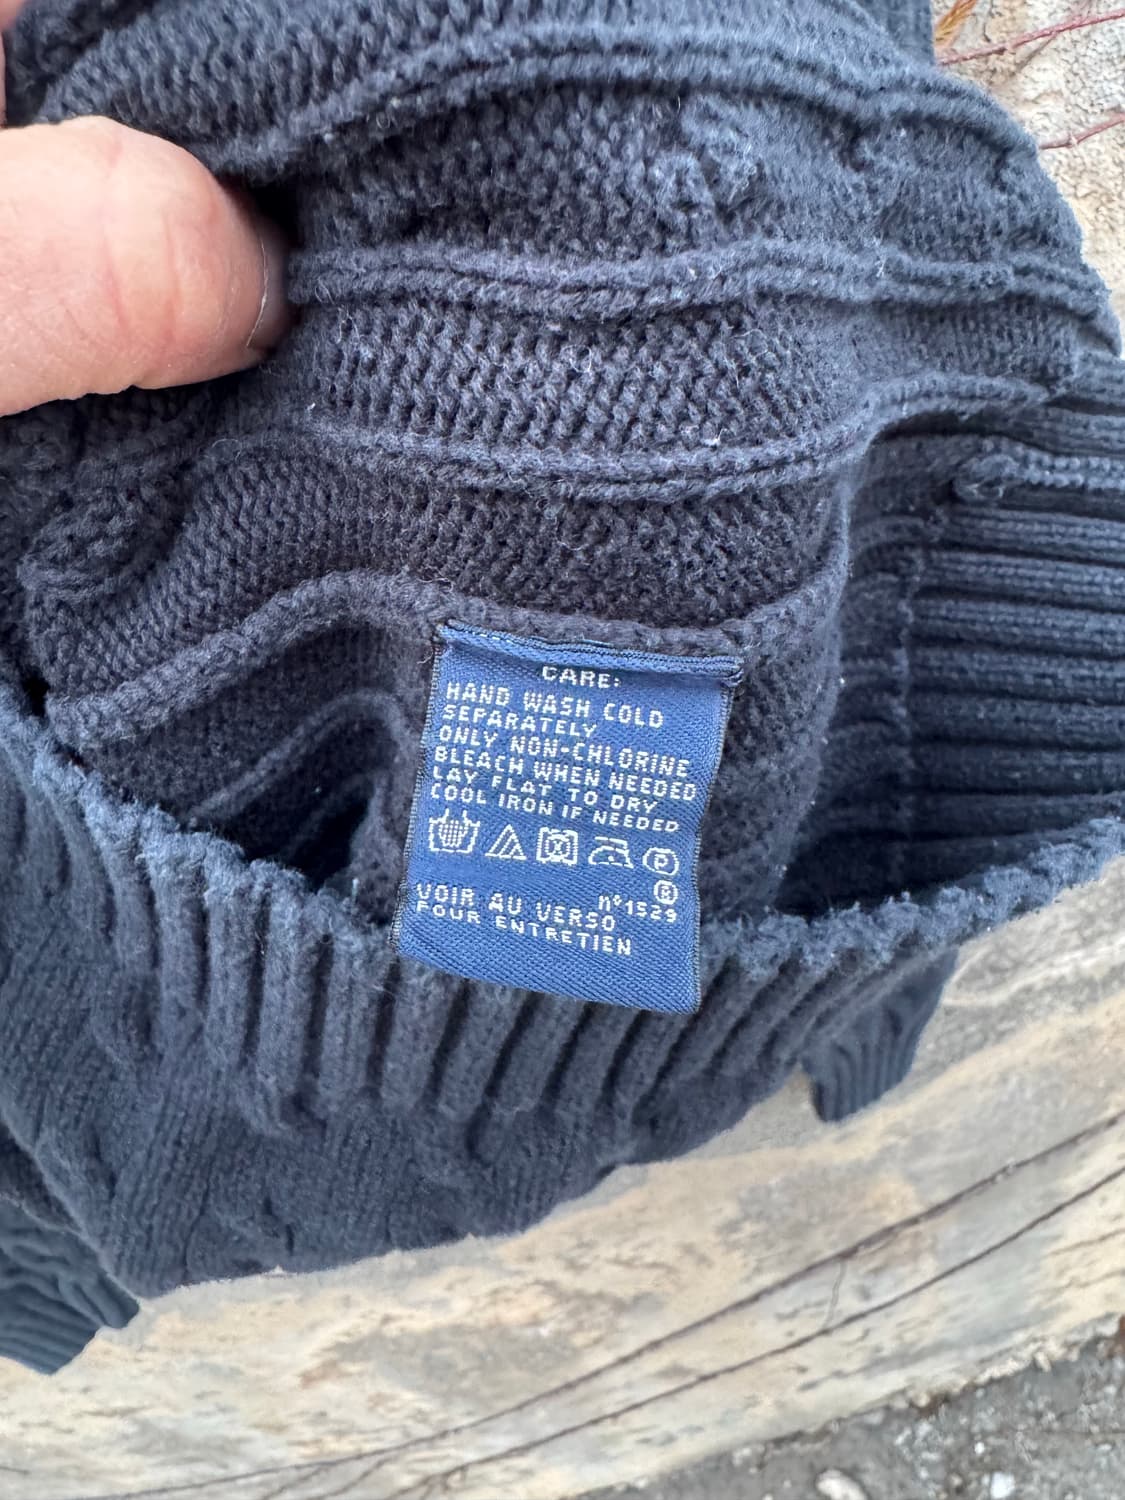 CARE:
HAND WASH COLD
SEPARATELY
ONLY NON-CHLORINE
BLEACH WHEN NEEDED
LAY FLAT TO DRY
COOL IRON IF NEEDED
P
®
nº1529
VOIR AU VERSO
POUR ENTRETIEN